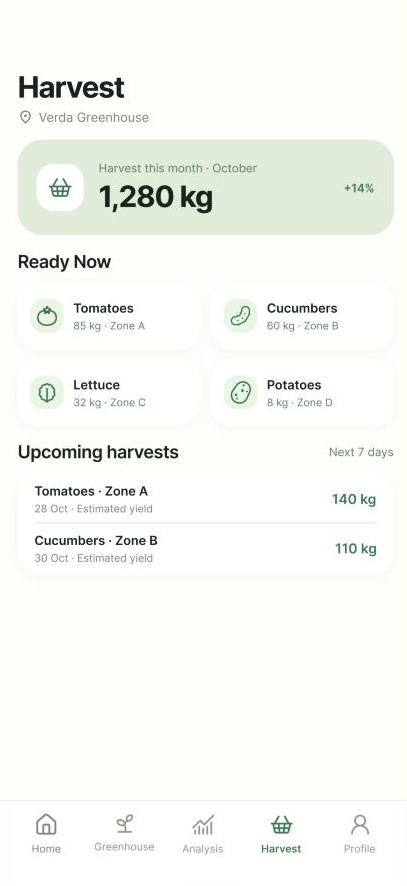 Harvest
Verda Greenhouse
Harvest this month · October
1,280 kg
+14%
Ready Now
Tomatoes
85 kg · Zone A
Cucumbers
60 kg · Zone B
Lettuce
32 kg · Zone C
Potatoes
8 kg · Zone D
Upcoming harvests
Next 7 days
Tomatoes · Zone A
28 Oct · Estimated yield
140 kg
Cucumbers · Zone B
30 Oct · Estimated yield
110 kg
Home
Greenhouse
Analysis
Harvest
Profile